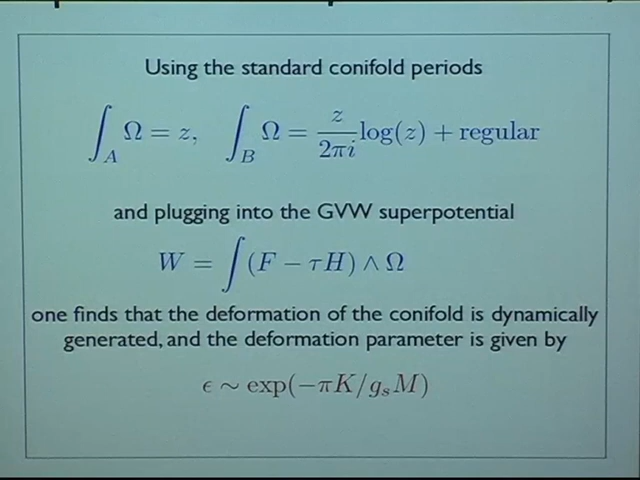 Using the standard conifold periods
∫_A Ω = z, ∫_B Ω = z/2πi log(z) + regular
and plugging into the GVW superpotential
W = ∫ (F − τH) ∧ Ω
one finds that the deformation of the conifold is dynamically
generated, and the deformation parameter is given by
ϵ ∼ exp(−πK/g_sM)